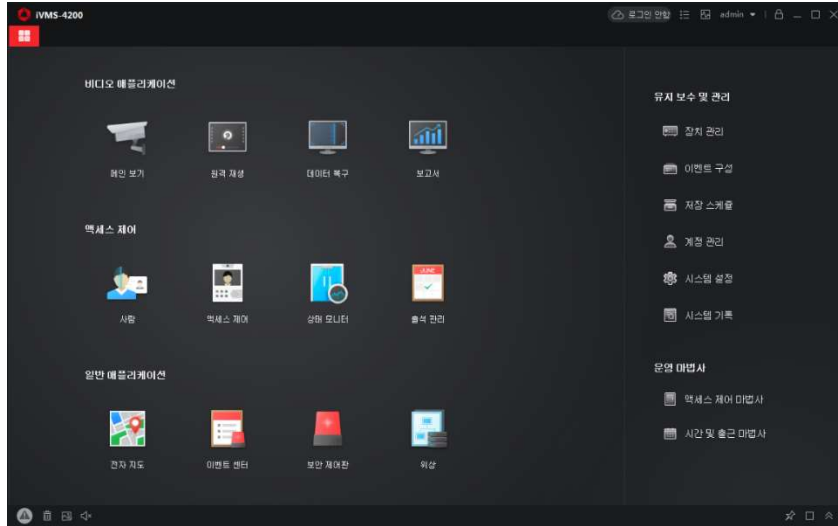 iVMS-4200
로그인 안함
admin
비디오 애플리케이션
메인 보기
원격 재생
데이터 복구
보고서
액세스 제어
사람
액세스 제어
상태 모니터
JUNE
출석 관리
일반 애플리케이션
전자 지도
이벤트 센터
보안 제어판
위상
유지 보수 및 관리
장치 관리
이벤트 구성
저장 스케줄
계정 관리
시스템 설정
시스템 기록
운영 마법사
액세스 제어 마법사
시간 및 출근 마법사